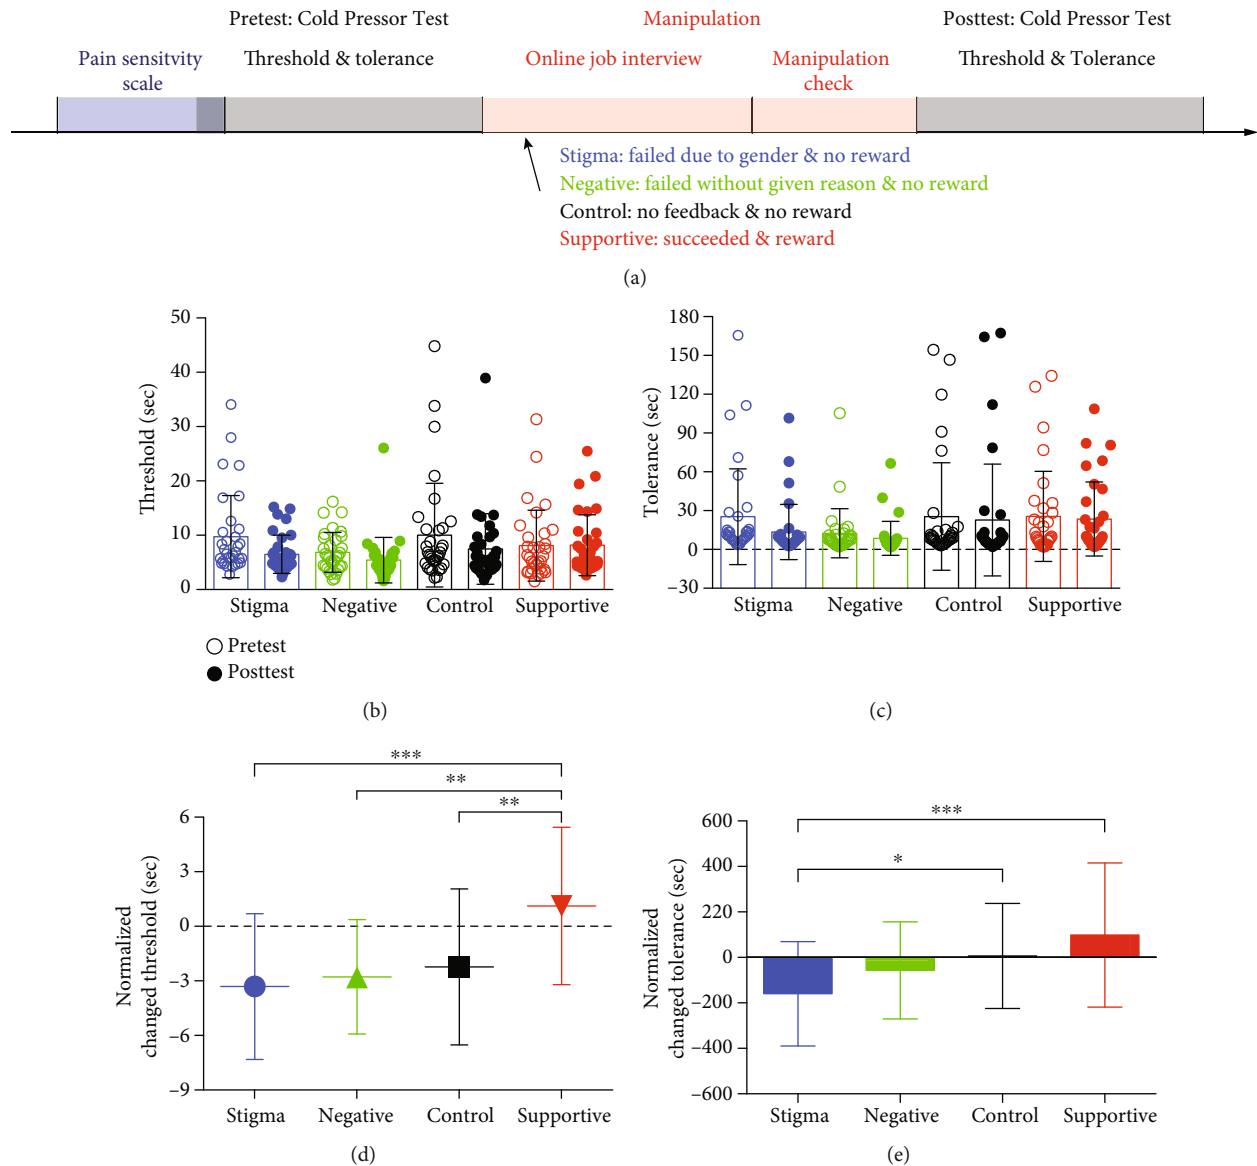 Pretest: Cold Pressor Test
Manipulation
Posttest: Cold Pressor Test
Pain sensitvity
scale
Threshold & tolerance
Online job interview
Manipulation
check
Threshold & Tolerance
Stigma: failed due to gender & no reward
Negative: failed without given reason & no reward
Control: no feedback & no reward
Supportive: succeeded & reward
(a)
Threshold (sec)
50
40
30
20
10
0
Stigma
Negative
Control
Supportive
Pretest
Posttest
(b)
Tolerance (sec)
180
150
120
90
60
30
0
−30
Stigma
Negative
Control
Supportive
(c)
Normalized
changed threshold (sec)
6
3
0
−3
−6
−9
***
**
**
Stigma
Negative
Control
Supportive
(d)
Normalized
changed tolerance (sec)
600
400
220
0
−200
−400
−600
***
*
Stigma
Negative
Control
Supportive
(e)